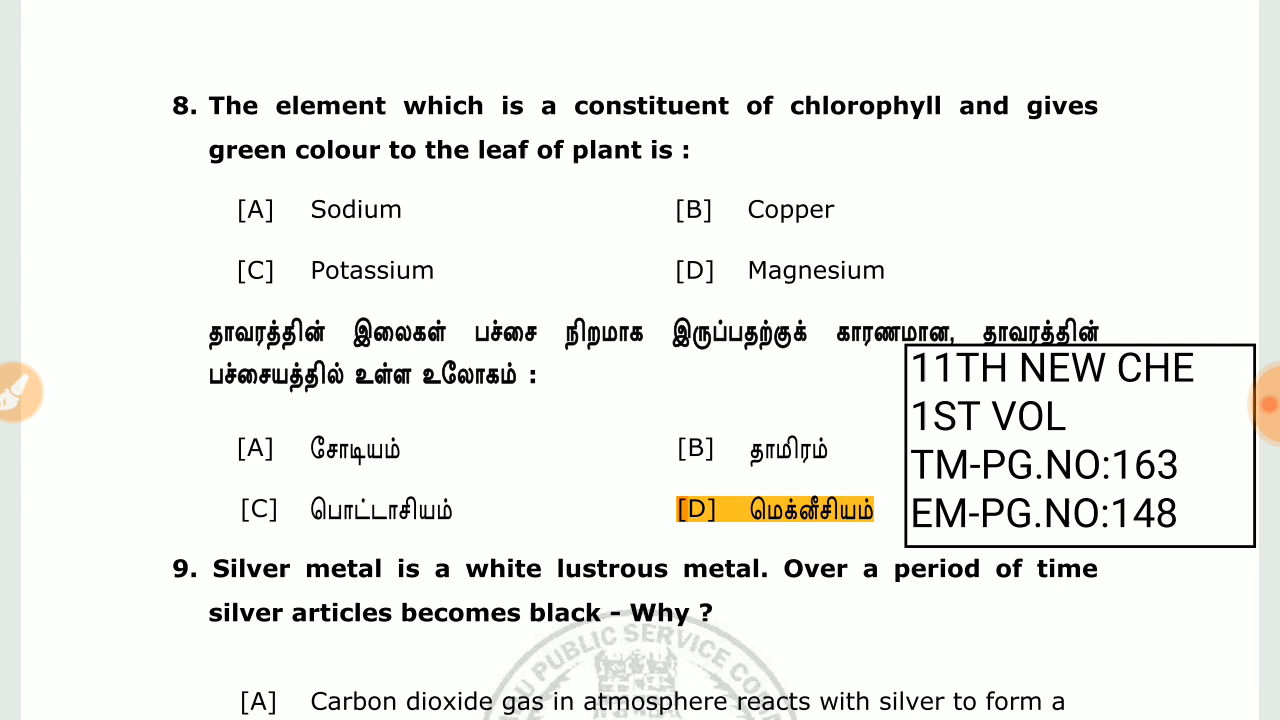 8. The element which is a constituent of chlorophyll and gives
green colour to the leaf of plant is :
[A] Sodium [B] Copper
[C] Potassium [D] Magnesium
தாவரத்தின் இலைகள் பச்சை நிறமாக இருப்பதற்குக் காரணமான, தாவரத்தின்
பச்சையத்தில் உள்ள உலோகம் :
[A] சோடியம் [B] தாமிரம்
[C] பொட்டாசியம் [D] மெக்னீசியம்
11TH NEW CHE
1ST VOL
TM-PG.NO:163
EM-PG.NO:148
9. Silver metal is a white lustrous metal. Over a period of time
silver articles becomes black - Why ?
PUBLIC SERVICE
[A] Carbon dioxide gas in atmosphere reacts with silver to form a